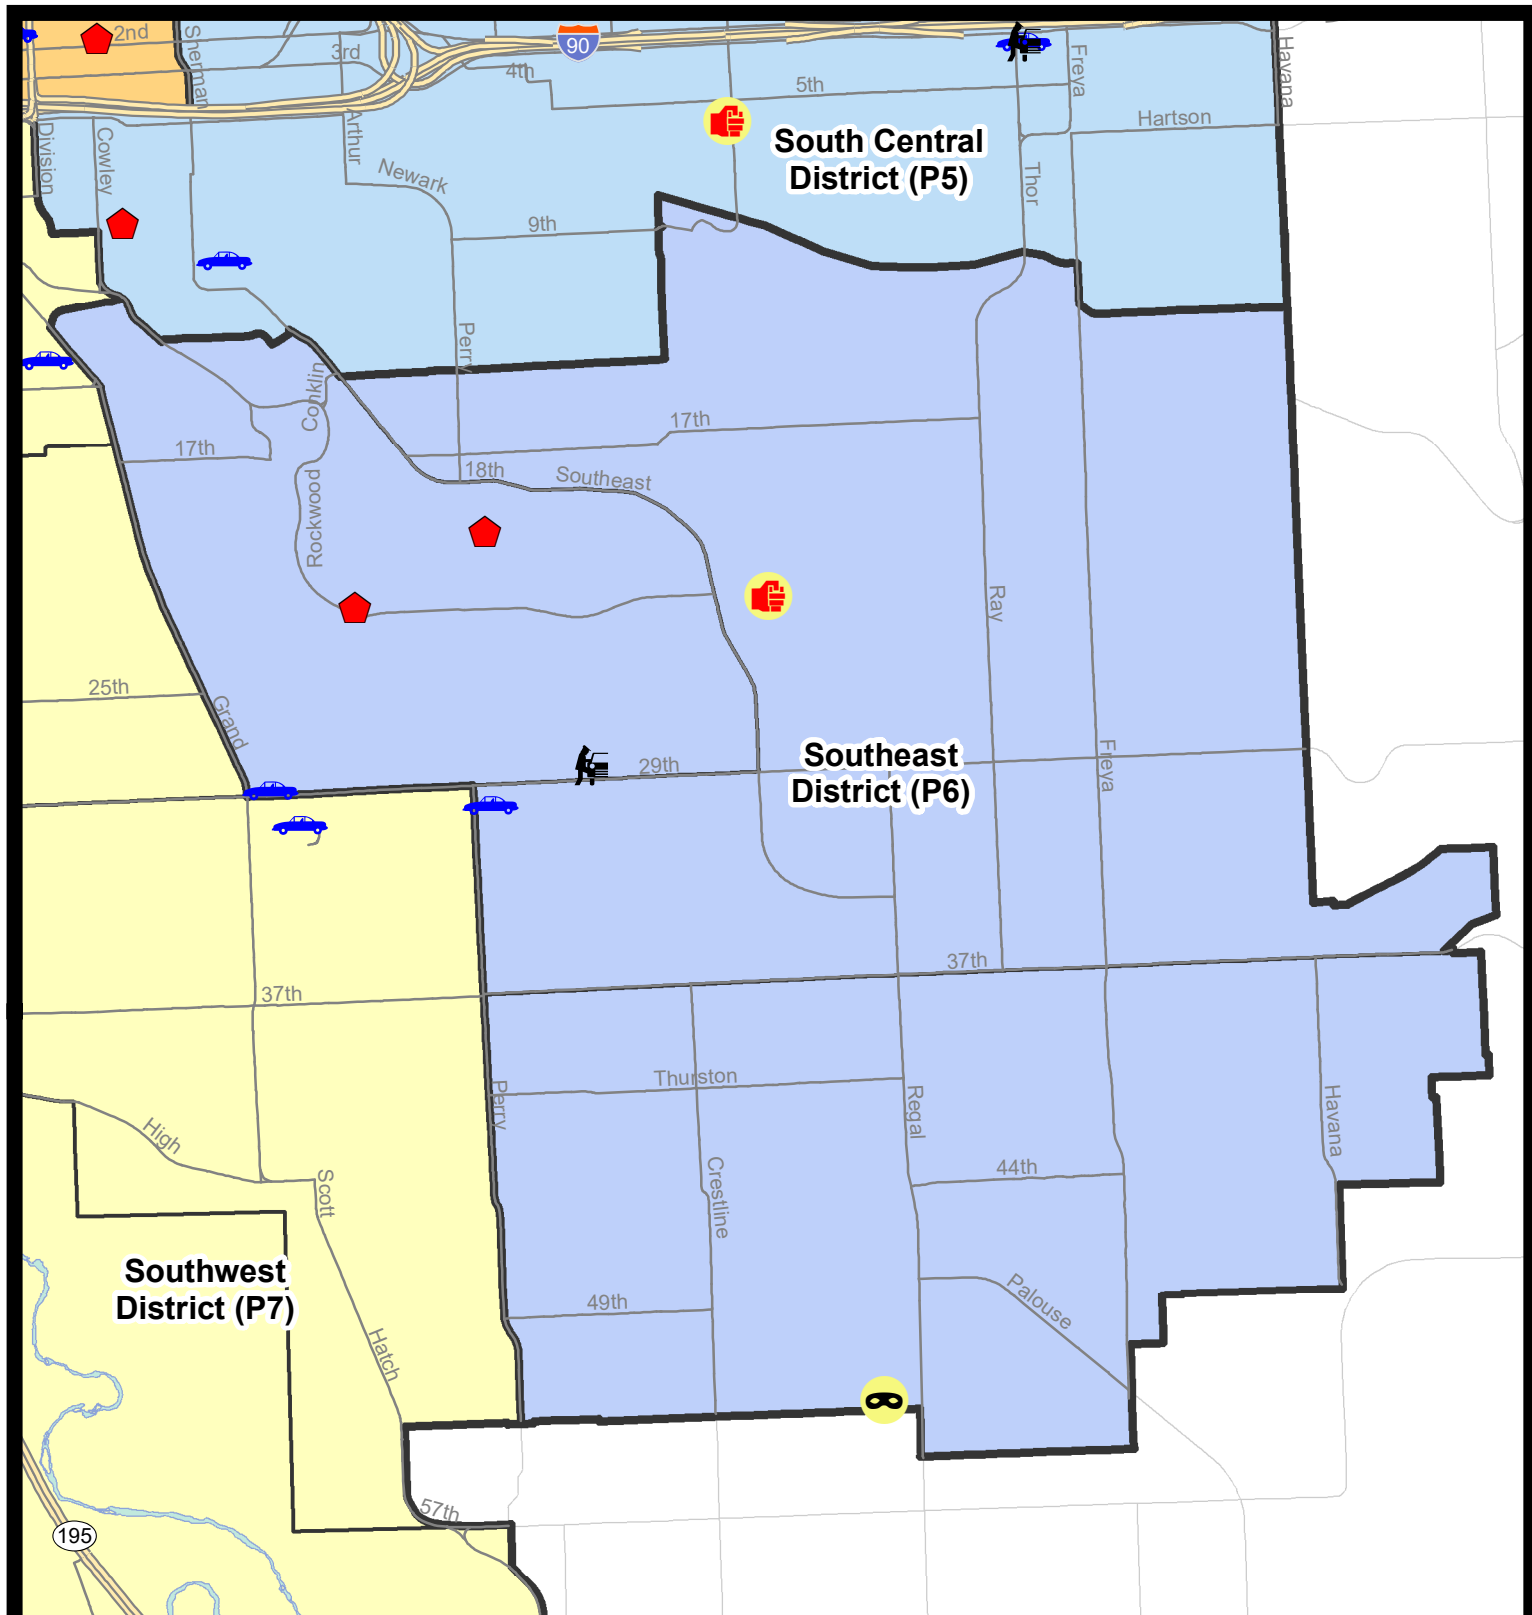 2nd
Sherman
3rd
90
4th
5th
Freya
Havana
Division
Cowley
Arthur
Newark
South Central
District (P5)
Hartson
Thor
9th
Perry
Conklin
17th
17th
18th
Southeast
Rockwood
Ray
25th
Grand
29th
Southeast
District (P6)
Freya
37th
37th
Perry
Thurston
Regal
Havana
High
Scott
Crestline
44th
Southwest
District (P7)
49th
Palouse
Hatch
57th
195